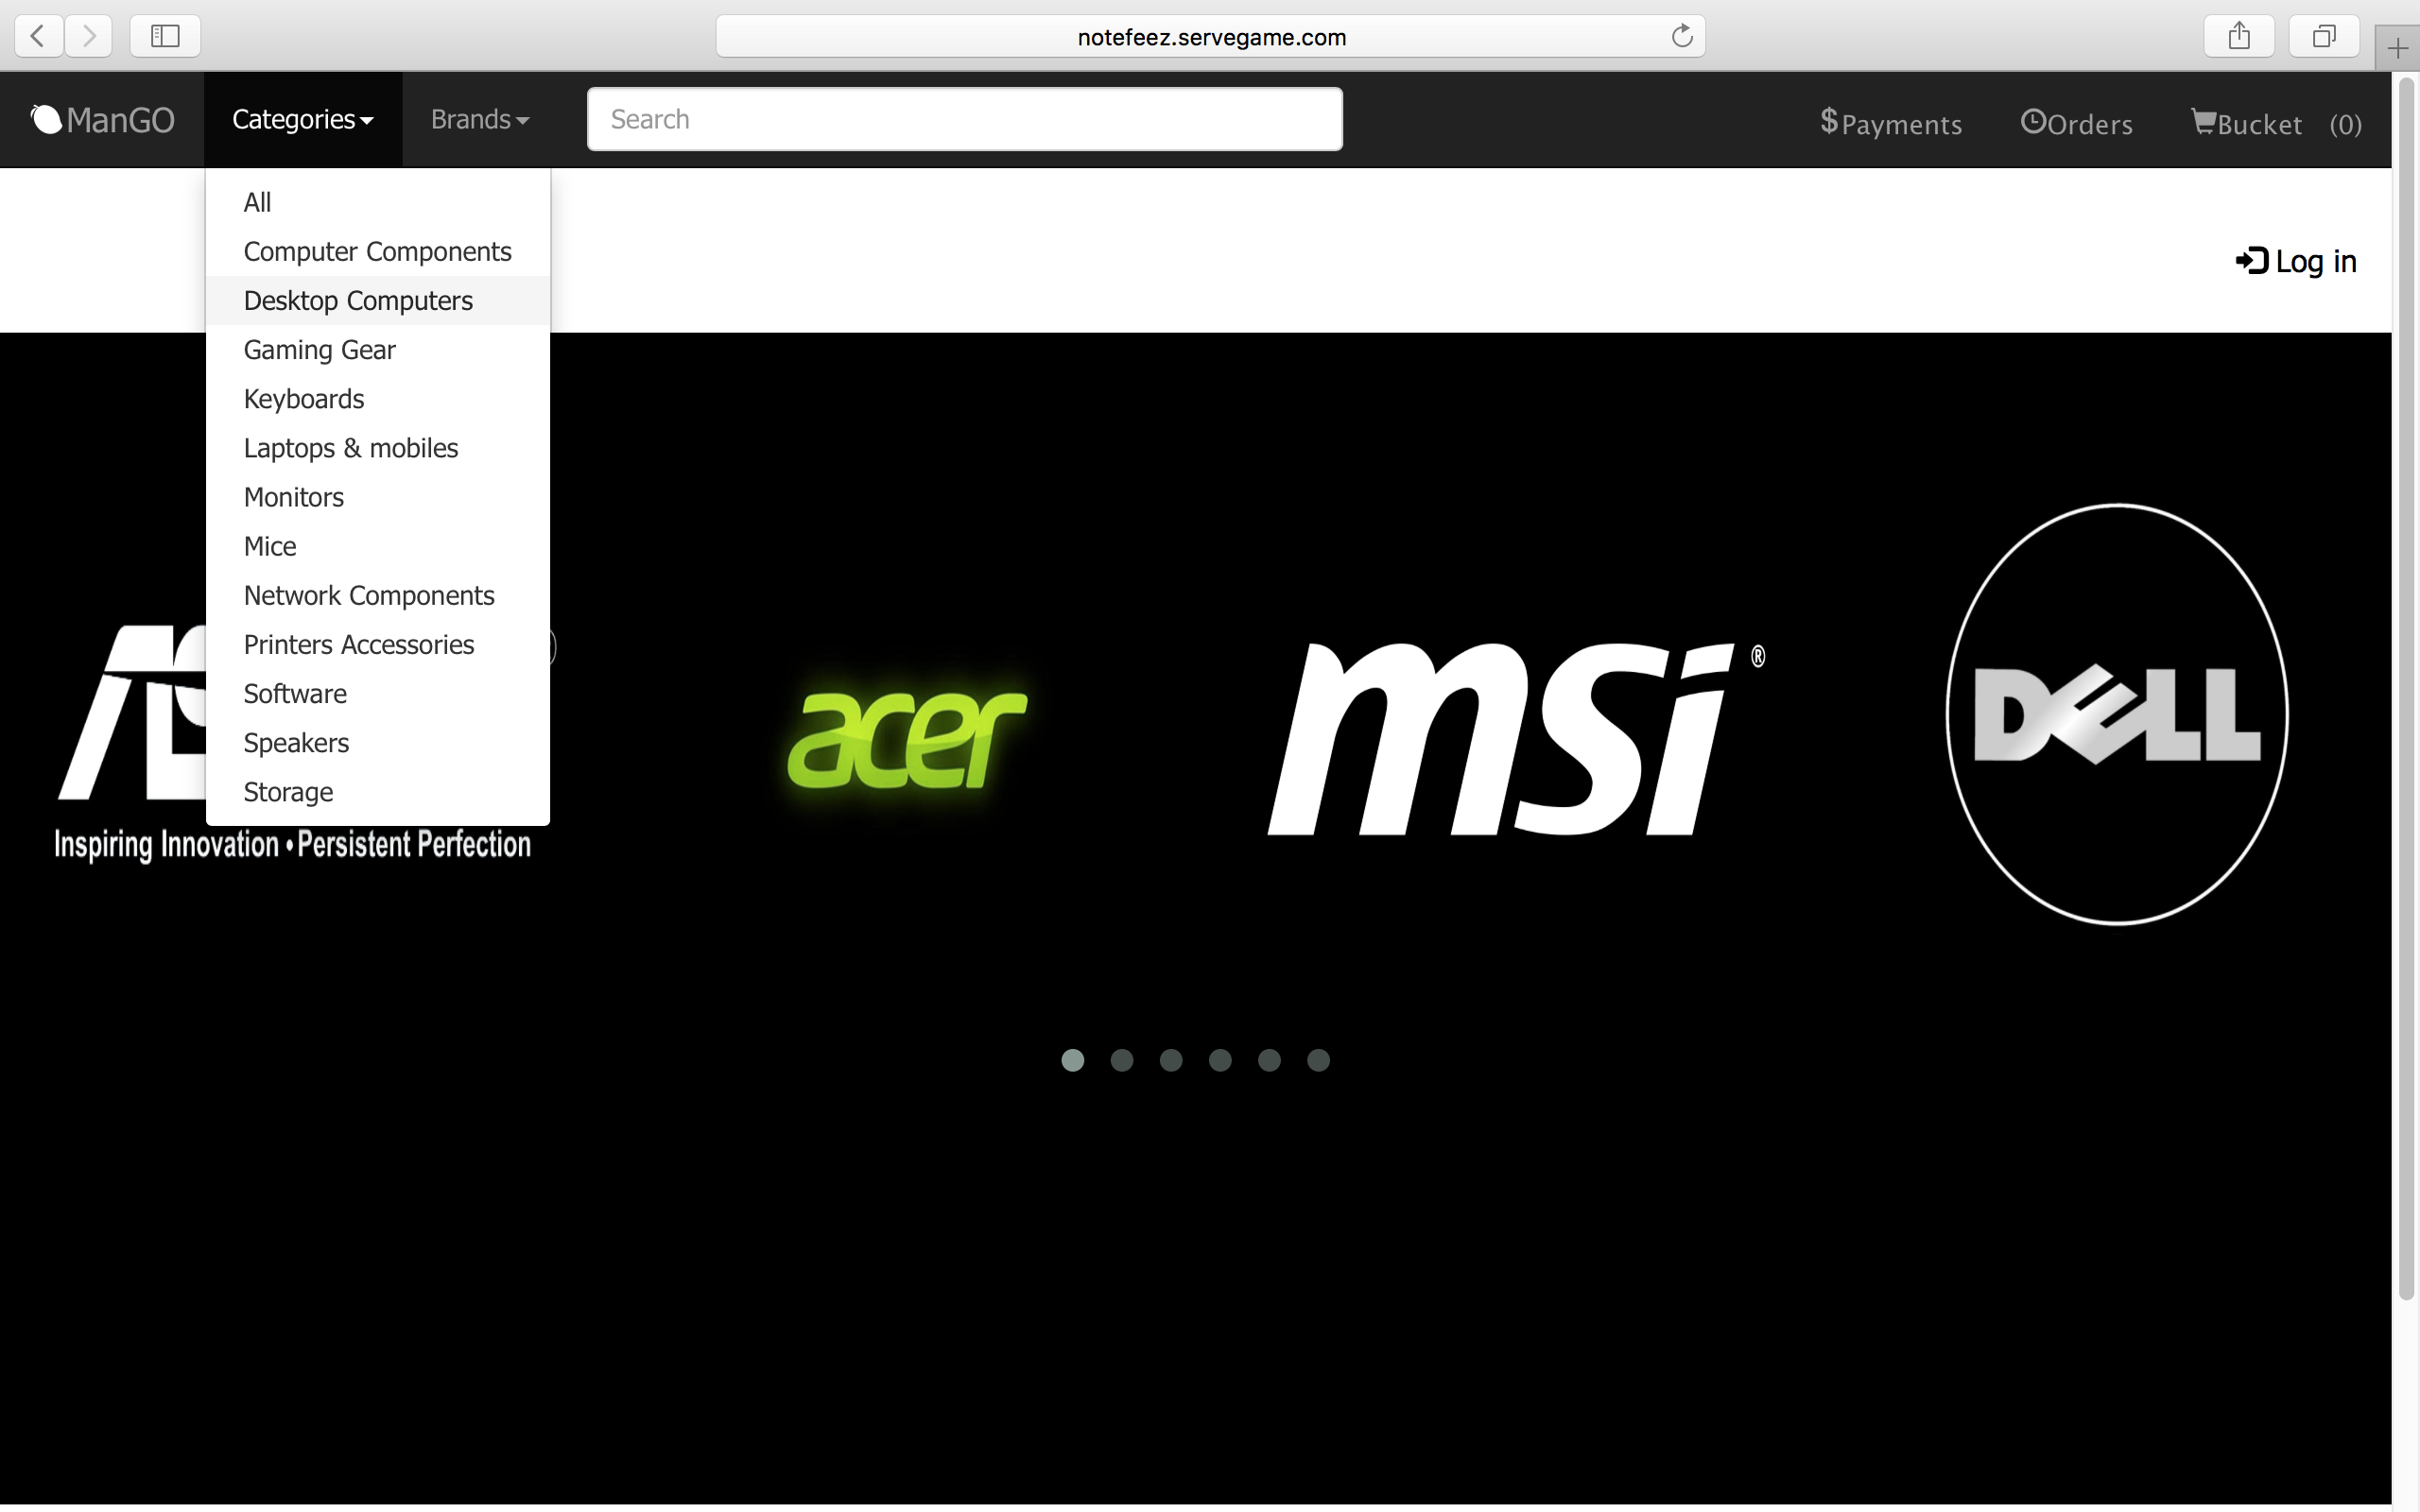 notefeez.servegame.com
ManGO Categories Brands Search $Payments Orders Bucket (0)
All
Computer Components
Log in
Desktop Computers
Gaming Gear
Keyboards
Laptops & mobiles
Monitors
Mice
Network Components
Printers Accessories
Software
Speakers
Storage
acer
msi ®
DELL
Inspiring Innovation • Persistent Perfection